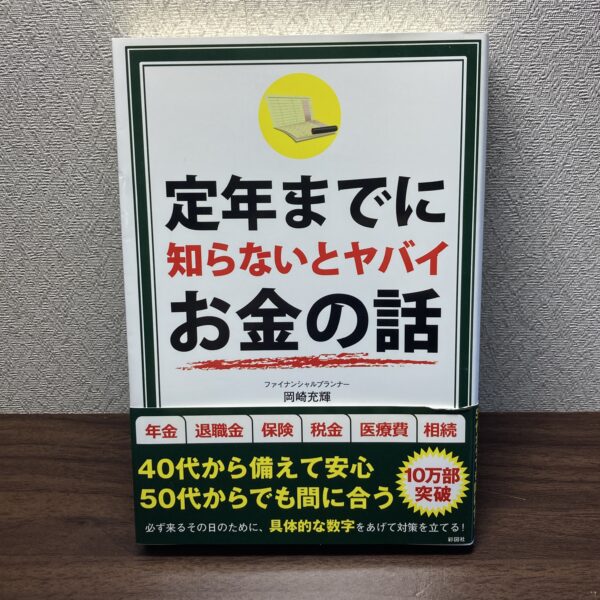 定年までに
知らないとヤバイ
お金の話
ファイナンシャルプランナー
岡崎充輝
年金 退職金 保険 税金 医療費 相続
40代から備えて安心
50代からでも間に合う
10万部
突破
必ず来るその日のために、具体的な数字をあげて対策を立てる!
彩図社